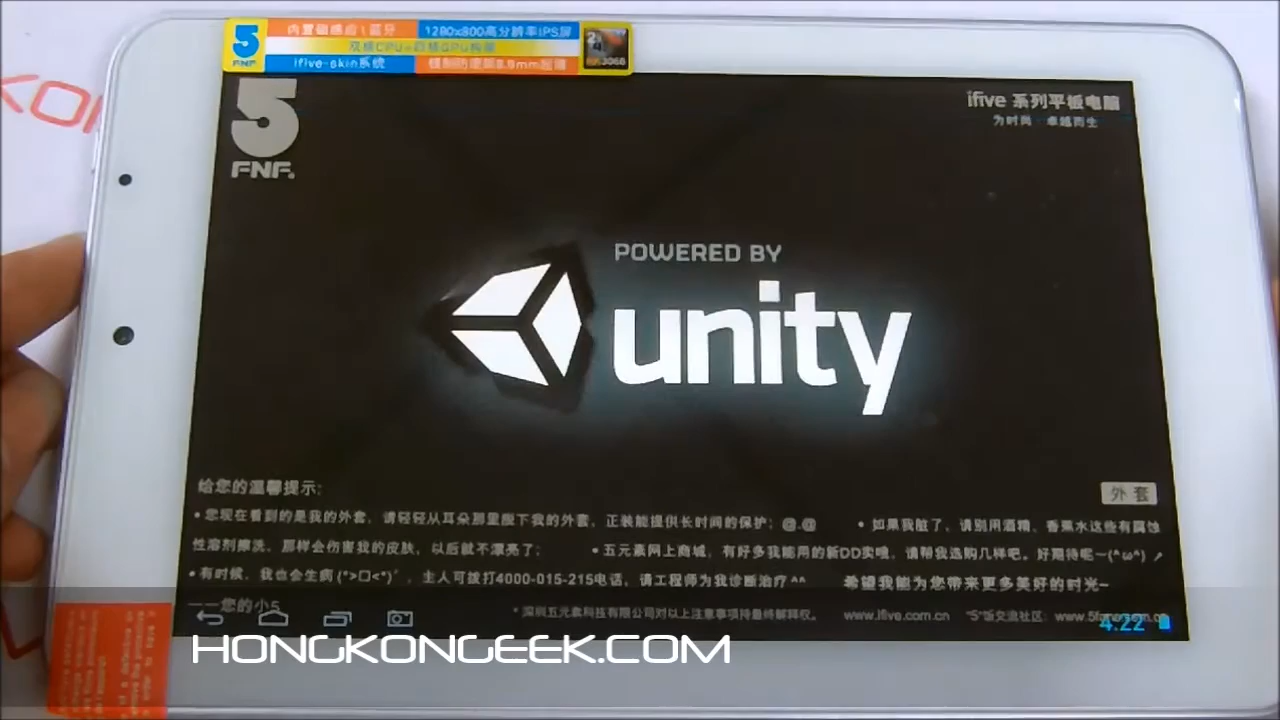 5
FNF
内置磁感应|蓝牙
1280x800高分辨率IPS屏
双核CPU+四核GPU构架
ifive-skin系统
8.9mm
3066
5
FNF.
ifive 系列平板电脑
为时尚·卓越而生
POWERED BY
unity
给您的温馨提示:
外套
•您现在看到的是我的外套,请轻轻从耳朵那里脱下我的外套,正装能提供长时间的保护;@.@ •如果我脏了,请别用酒精、香蕉水这些有腐蚀
性溶剂擦洗,那样会伤害我的皮肤,以后就不漂亮了; •五元素网上商城,有好多我能用的新DD卖哦,请帮我选购几样吧。好期待呢~(^ω^)
•有时候,我也会生病(">□<")′,主人可拨打4000-015-215电话,请工程师为我诊断治疗^^ 希望我能为您带来更多美好的时光~
——您的小5
*深圳五元素科技有限公司对以上注意事项持最终解释权。 www.ifive.com.cn "5"饭交流社区:
4:22
HONGKONGEEK.COM